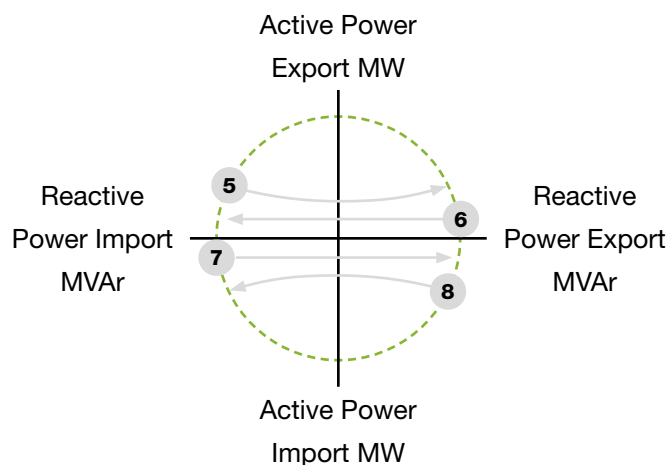 Active Power
Export MW
5
6
Reactive
Power Import
MVAr
Reactive
Power Export
MVAr
7
8
Active Power
Import MW